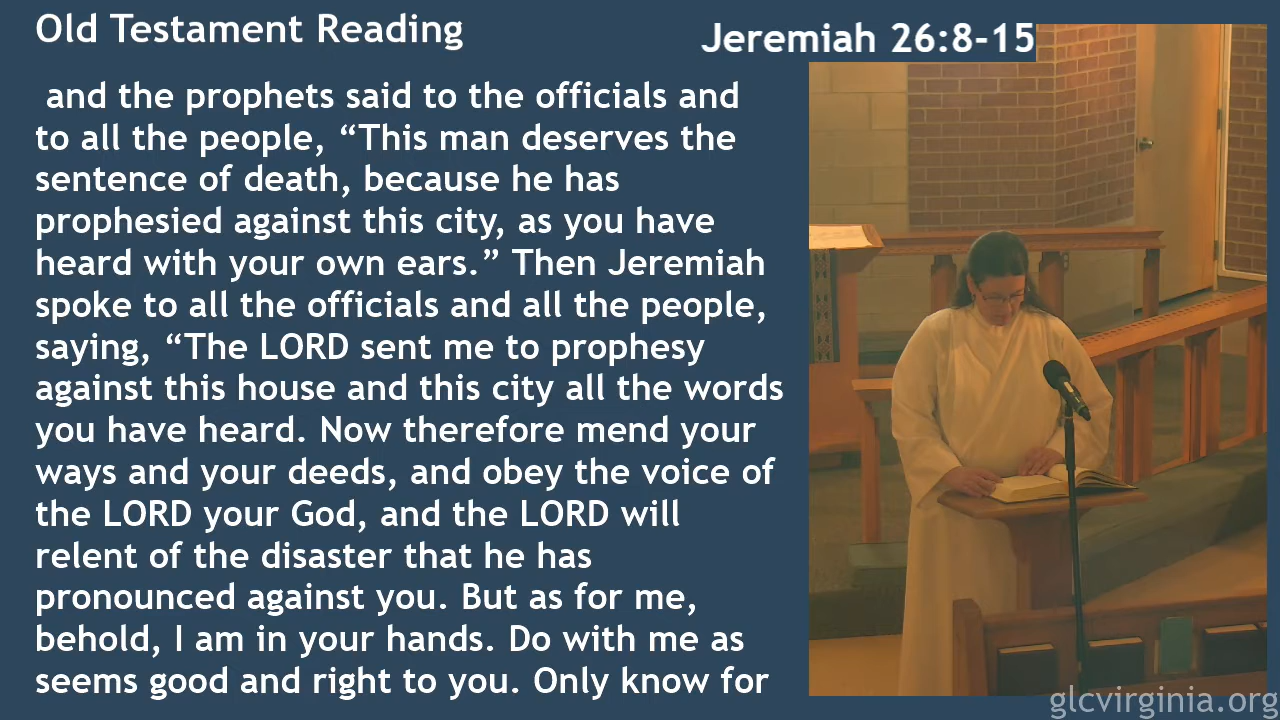 Old Testament Reading
Jeremiah 26:8-15
and the prophets said to the officials and
to all the people, “This man deserves the
sentence of death, because he has
prophesied against this city, as you have
heard with your own ears.” Then Jeremiah
spoke to all the officials and all the people,
saying, “The LORD sent me to prophesy
against this house and this city all the words
you have heard. Now therefore mend your
ways and your deeds, and obey the voice of
the LORD your God, and the LORD will
relent of the disaster that he has
pronounced against you. But as for me,
behold, I am in your hands. Do with me as
seems good and right to you. Only know for
glcvirginia.org